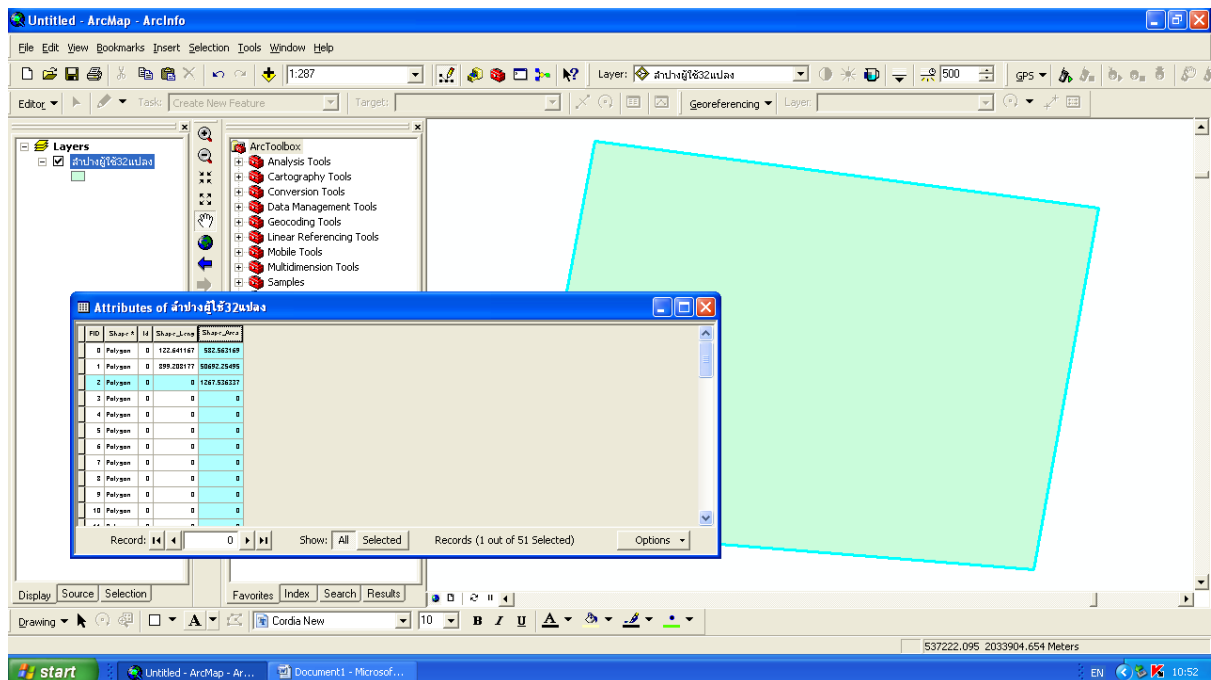 Untitled - ArcMap - ArcInfo
File Edit View Bookmarks Insert Selection Tools Window Help
1:287 Layer: ลำปางผู้ใช้32แปลง 500 GPS
Editor Task: Create New Feature Target: Georeferencing Layer:
Layers
ลำปางผู้ใช้32แปลง
ArcToolbox
Analysis Tools
Cartography Tools
Conversion Tools
Data Management Tools
Geocoding Tools
Linear Referencing Tools
Mobile Tools
Multidimension Tools
Samples
Attributes of ลำปางผู้ใช้32แปลง
FID Shape * Id Shape_Leng Shape_Area
0 Polygon 0 122.641167 582.563169
1 Polygon 0 899.208177 50692.25495
2 Polygon 0 0 1267.536337
3 Polygon 0 0 0
4 Polygon 0 0 0
5 Polygon 0 0 0
6 Polygon 0 0 0
7 Polygon 0 0 0
8 Polygon 0 0 0
9 Polygon 0 0 0
10 Polygon 0 0 0
Record: 0 Show: All Selected Records (1 out of 51 Selected) Options
Display Source Selection
Favorites Index Search Results
Drawing A Cordia New 10 B I U A
537222.095 2033904.654 Meters
start Untitled - ArcMap - Ar... Document1 - Microsof... EN 10:52